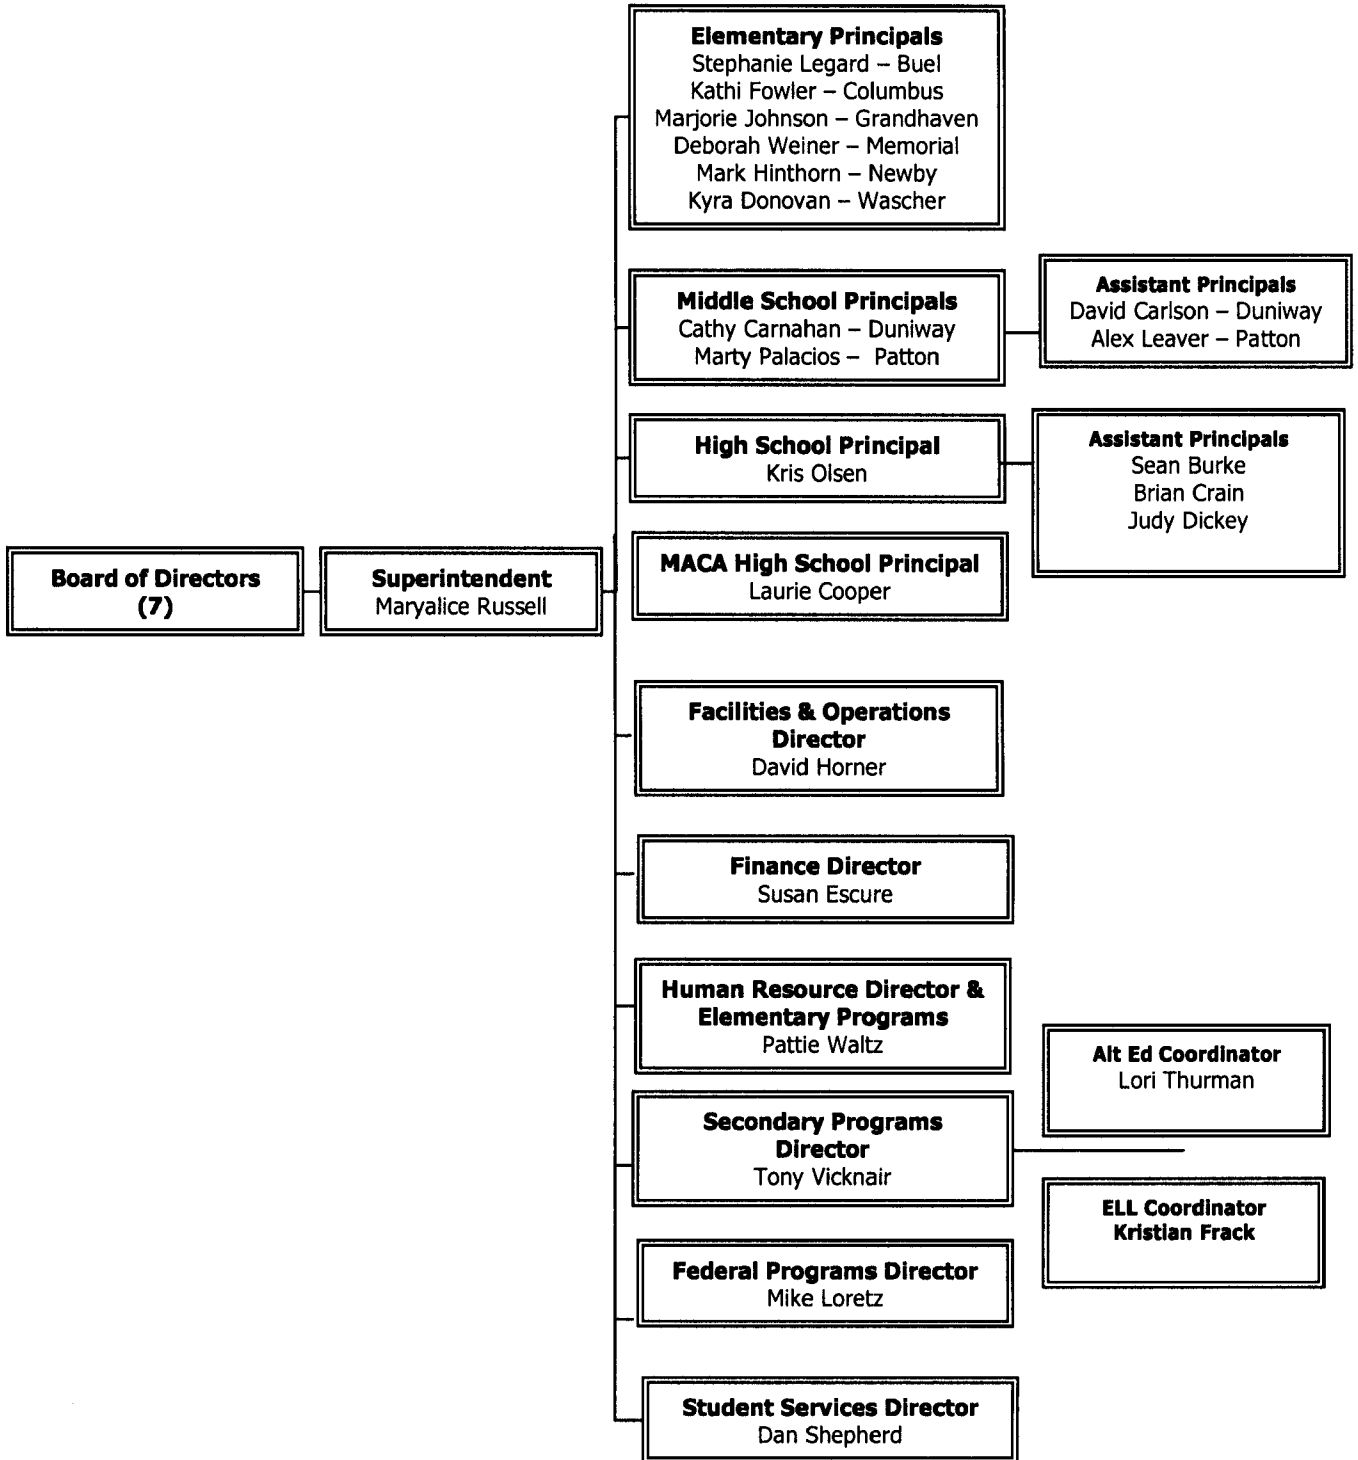 Elementary Principals
Stephanie Legard – Buel
Kathi Fowler – Columbus
Marjorie Johnson – Grandhaven
Deborah Weiner – Memorial
Mark Hinthorn – Newby
Kyra Donovan – Wascher
Middle School Principals
Cathy Carnahan – Duniway
Marty Palacios – Patton
Assistant Principals
David Carlson – Duniway
Alex Leaver – Patton
High School Principal
Kris Olsen
Assistant Principals
Sean Burke
Brian Crain
Judy Dickey
MACA High School Principal
Laurie Cooper
Board of Directors
(7)
Superintendent
Maryalice Russell
Facilities & Operations
Director
David Horner
Finance Director
Susan Escure
Human Resource Director &
Elementary Programs
Pattie Waltz
Alt Ed Coordinator
Lori Thurman
Secondary Programs
Director
Tony Vicknair
ELL Coordinator
Kristian Frack
Federal Programs Director
Mike Loretz
Student Services Director
Dan Shepherd